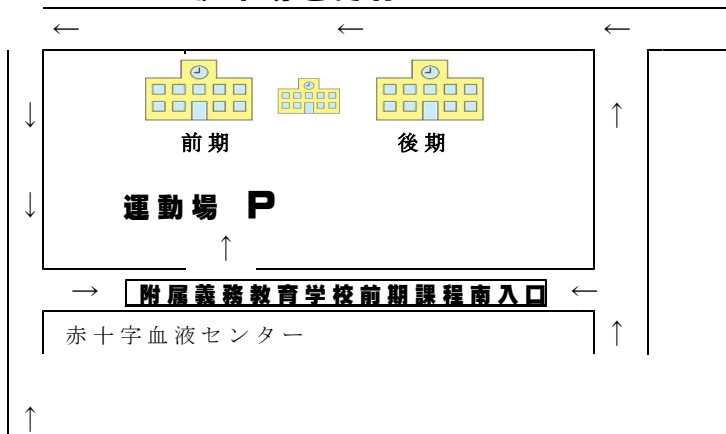 ← ← ←
↓ ↑
前期 後期
↓ 運動場 P
↑
→ 附属義務教育学校前期課程南入口 ←
赤十字血液センター ↑
↑